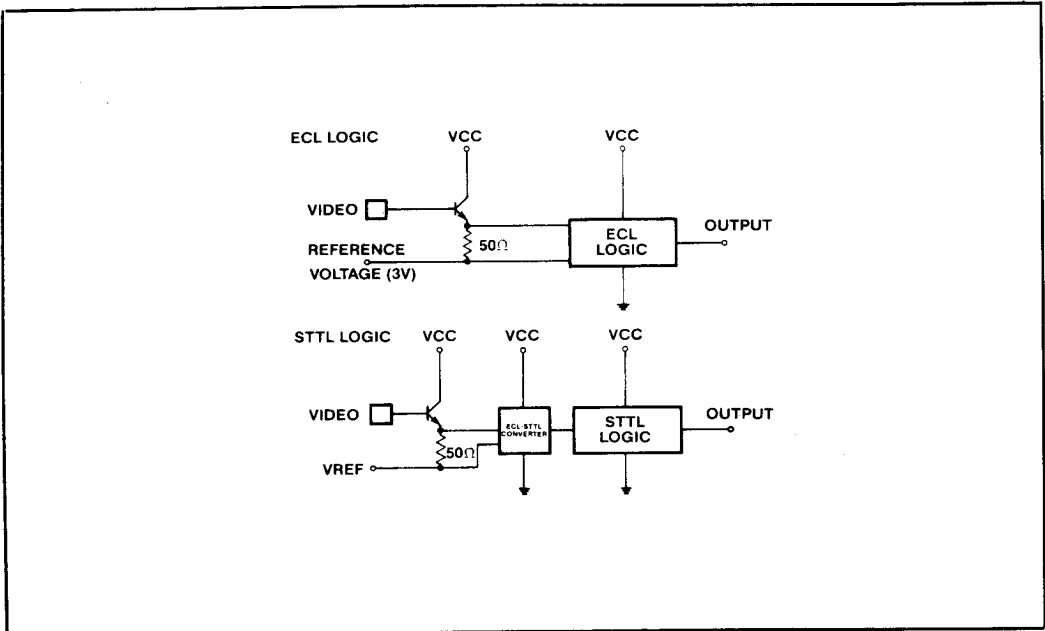 ECL LOGIC
VCC
VCC
VIDEO
ECL
LOGIC
OUTPUT
50Ω
REFERENCE
VOLTAGE (3V)
STTL LOGIC
VCC
VCC
VCC
VIDEO
ECL-STTL
CONVERTER
STTL
LOGIC
OUTPUT
50Ω
VREF